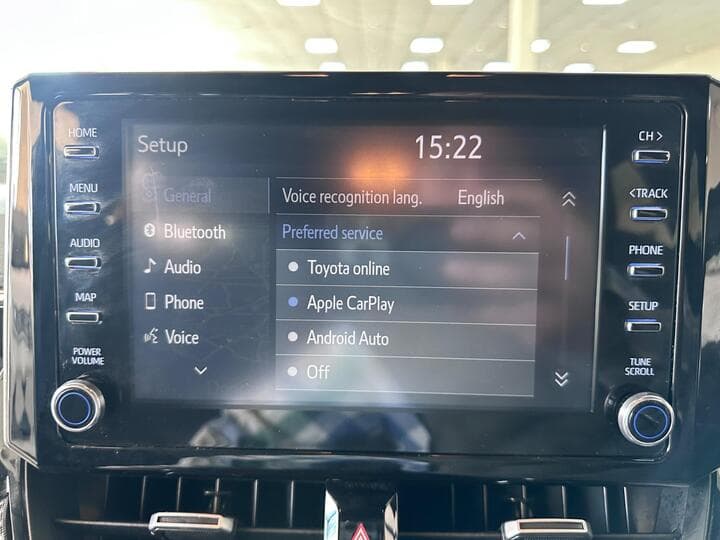 HOME
MENU
AUDIO
MAP
POWER
VOLUME
Setup
15:22
General
Bluetooth
Audio
Phone
Voice
Voice recognition lang. English
Preferred service
Toyota online
Apple CarPlay
Android Auto
Off
CH >
< TRACK
PHONE
SETUP
TUNE
SCROLL